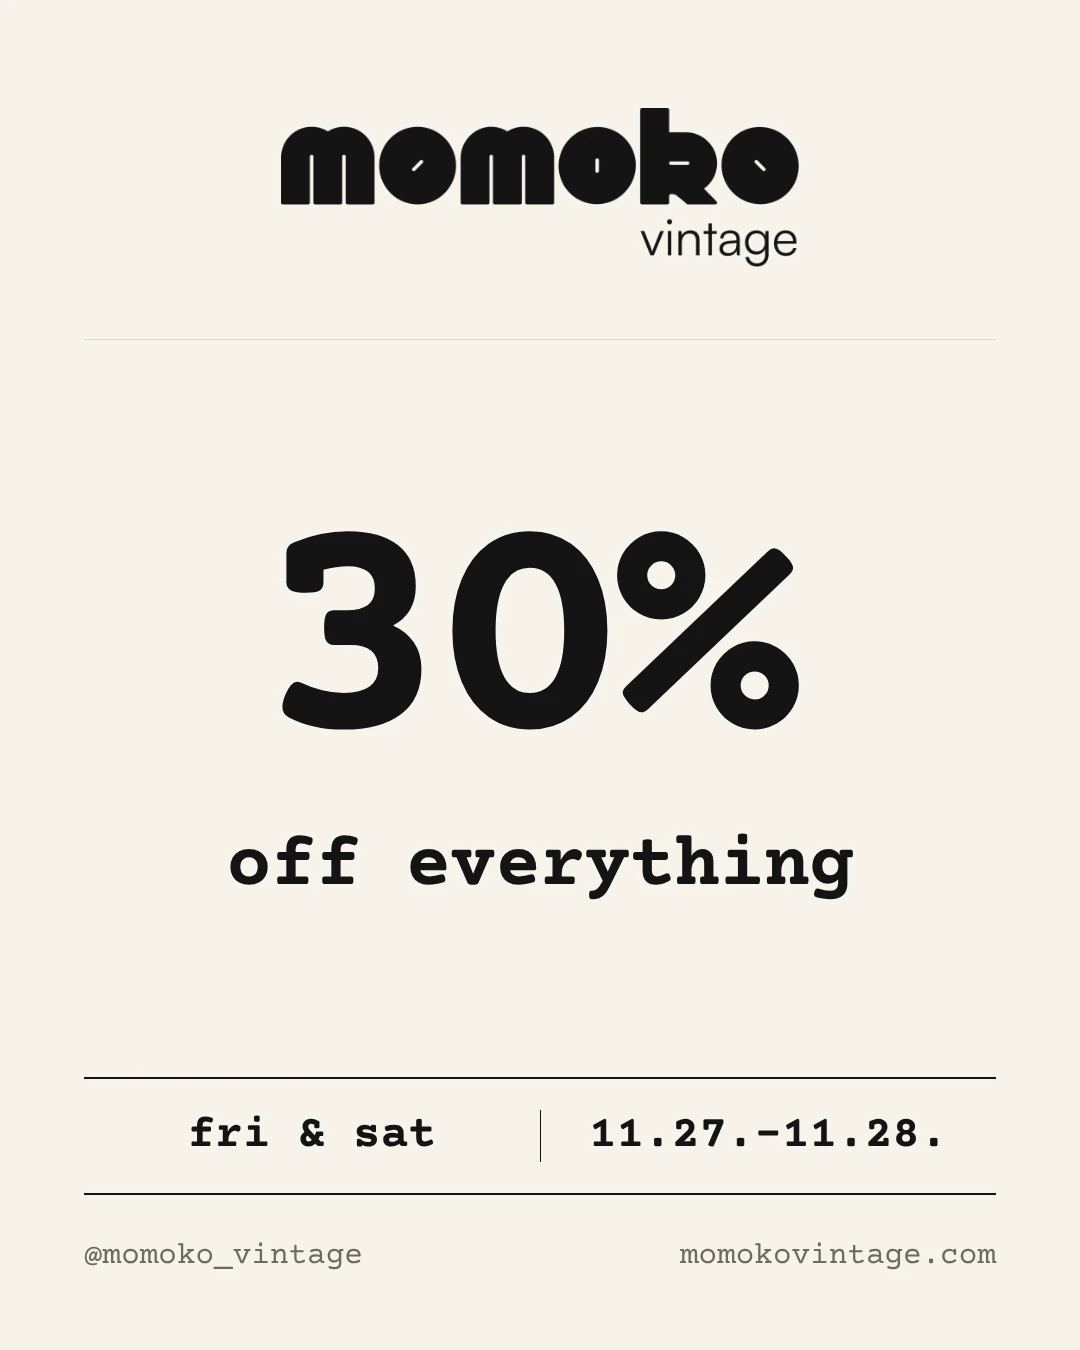 momoko
vintage
30%
off everything
fri & sat
11.27.–11.28.
@momoko_vintage
momokovintage.com